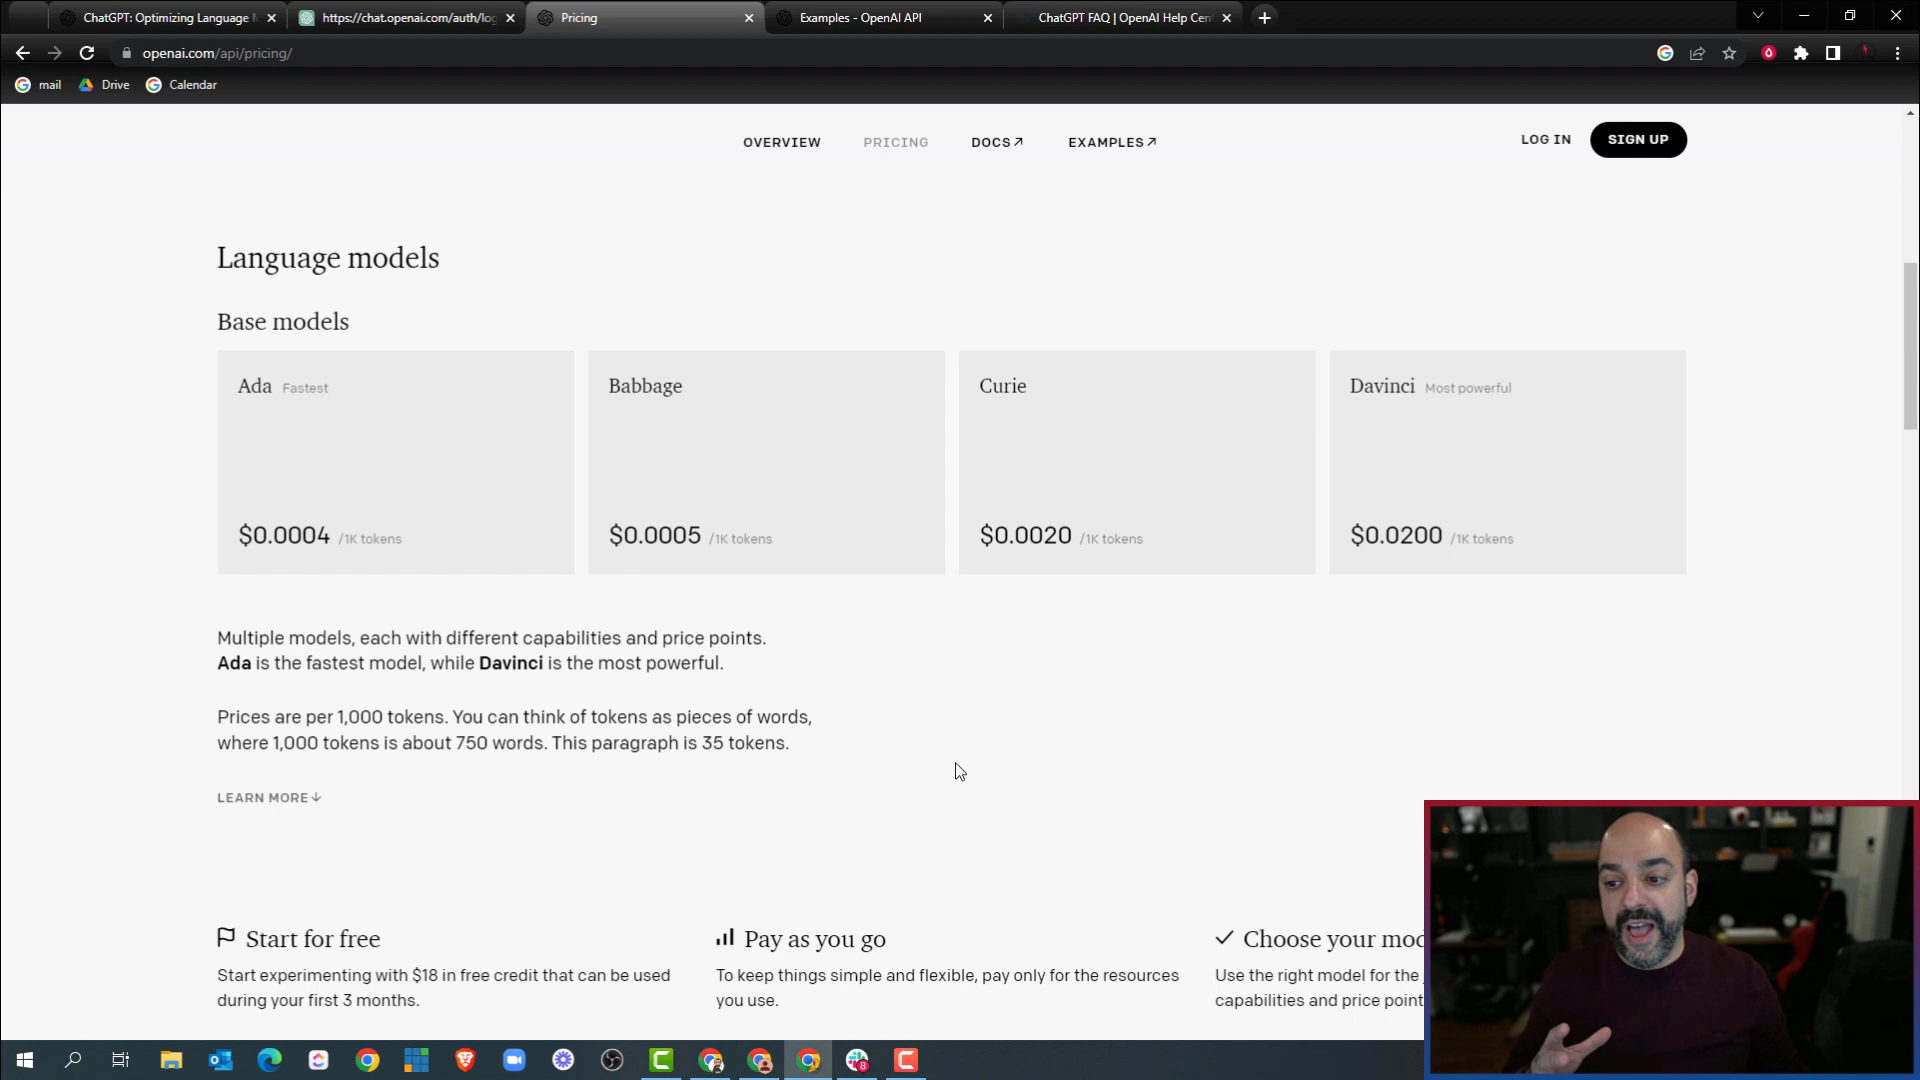 ChatGPT: Optimizing Language
https://chat.openai.com/auth/log
Pricing
Examples - OpenAI API
ChatGPT FAQ | OpenAI Help Cen
openai.com/api/pricing/
mail
Drive
Calendar
OVERVIEW
PRICING
DOCS↗
EXAMPLES↗
LOG IN
SIGN UP
Language models
Base models
Ada Fastest
Babbage
Curie
Davinci Most powerful
$0.0004 /1K tokens
$0.0005 /1K tokens
$0.0020 /1K tokens
$0.0200 /1K tokens
Multiple models, each with different capabilities and price points.
Ada is the fastest model, while Davinci is the most powerful.
Prices are per 1,000 tokens. You can think of tokens as pieces of words,
where 1,000 tokens is about 750 words. This paragraph is 35 tokens.
LEARN MORE↓
Start for free
Pay as you go
Choose your mod
Start experimenting with $18 in free credit that can be used
during your first 3 months.
To keep things simple and flexible, pay only for the resources
you use.
Use the right model for the
capabilities and price point
8